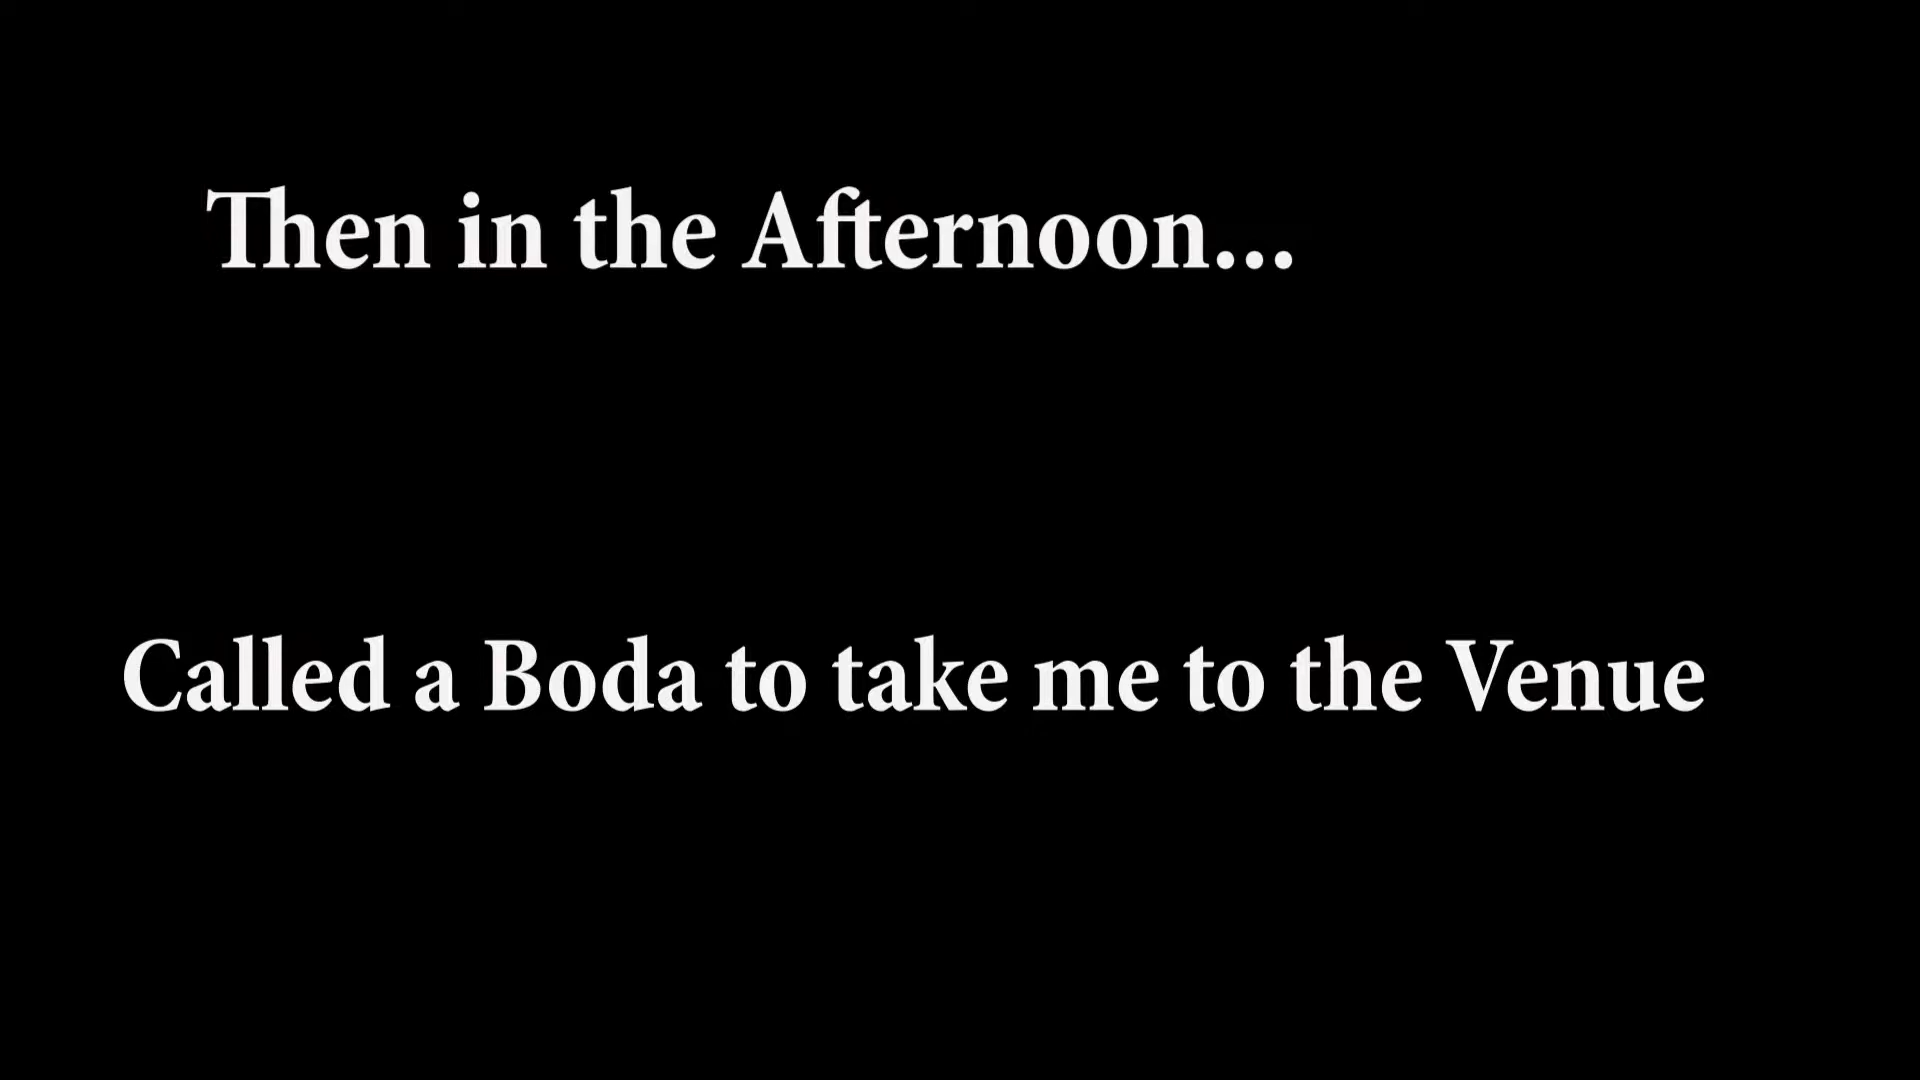 Then in the Afternoon...
Called a Boda to take me to the Venue